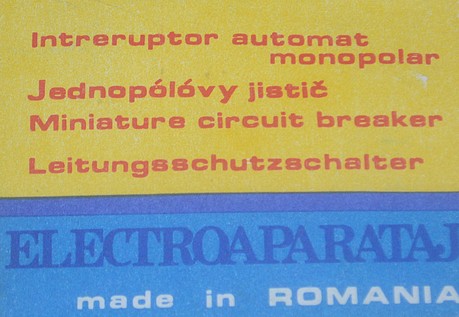 Intreruptor automat
monopolar
Jednopólóvy jistič
Miniature circuit breaker
Leitungsschutzschalter
ELECTROAPARATAJ
made in ROMANIA